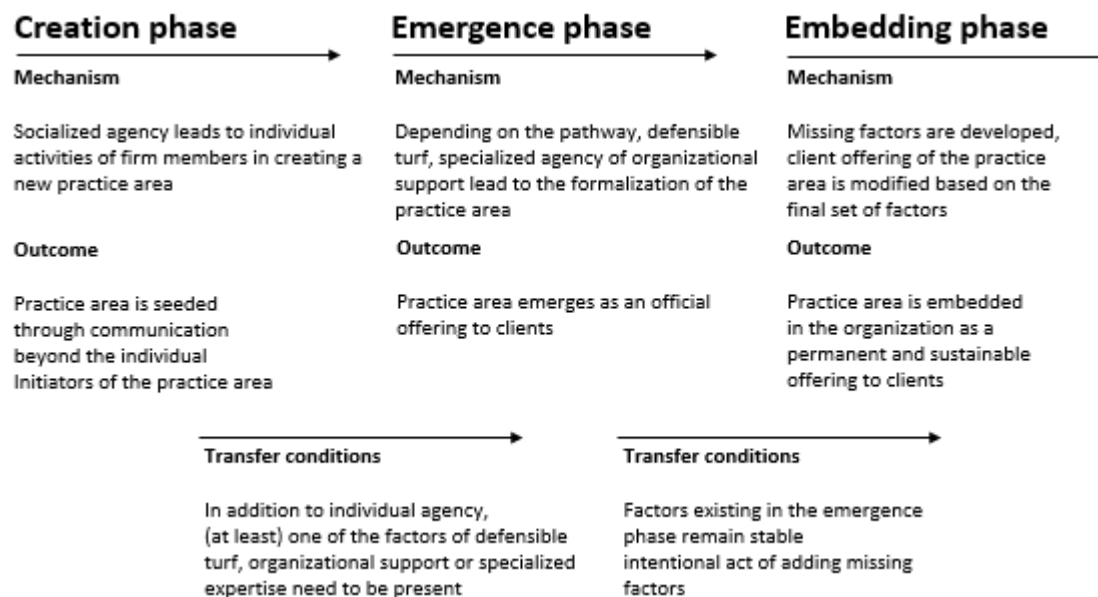 Creation phase
Mechanism
Socialized agency leads to individual
activities of firm members in creating a
new practice area
Outcome
Practice area is seeded
through communication
beyond the individual
Initiators of the practice area
Emergence phase
Mechanism
Depending on the pathway, defensible
turf, specialized agency of organizational
support lead to the formalization of the
practice area
Outcome
Practice area emerges as an official
offering to clients
Embedding phase
Mechanism
Missing factors are developed,
client offering of the practice
area is modified based on the
final set of factors
Outcome
Practice area is embedded
in the organization as a
permanent and sustainable
offering to clients
Transfer conditions
In addition to individual agency,
(at least) one of the factors of defensible
turf, organizational support or specialized
expertise need to be present
Transfer conditions
Factors existing in the emergence
phase remain stable
intentional act of adding missing
factors